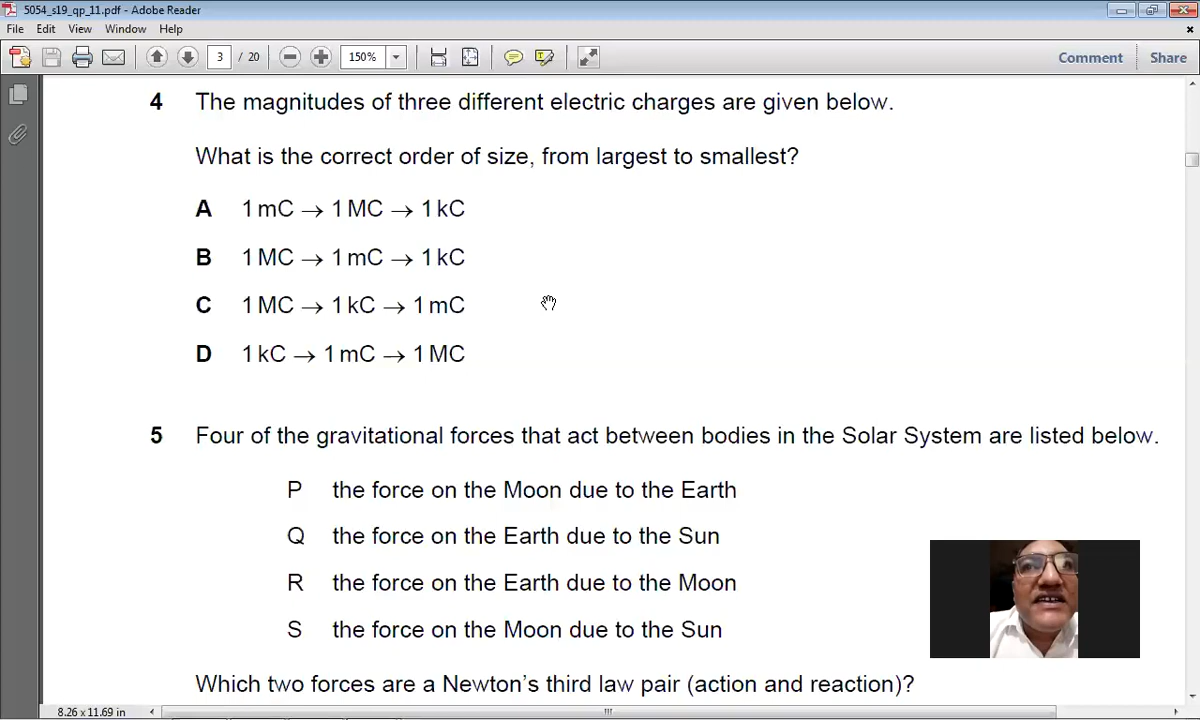 5054_s19_qp_11.pdf - Adobe Reader
File Edit View Window Help
3 / 20 150% Comment Share
4 The magnitudes of three different electric charges are given below.
What is the correct order of size, from largest to smallest?
A 1 mC → 1 MC → 1 kC
B 1 MC → 1 mC → 1 kC
C 1 MC → 1 kC → 1 mC
D 1 kC → 1 mC → 1 MC
5 Four of the gravitational forces that act between bodies in the Solar System are listed below.
P the force on the Moon due to the Earth
Q the force on the Earth due to the Sun
R the force on the Earth due to the Moon
S the force on the Moon due to the Sun
Which two forces are a Newton’s third law pair (action and reaction)?
8.26 x 11.69 in